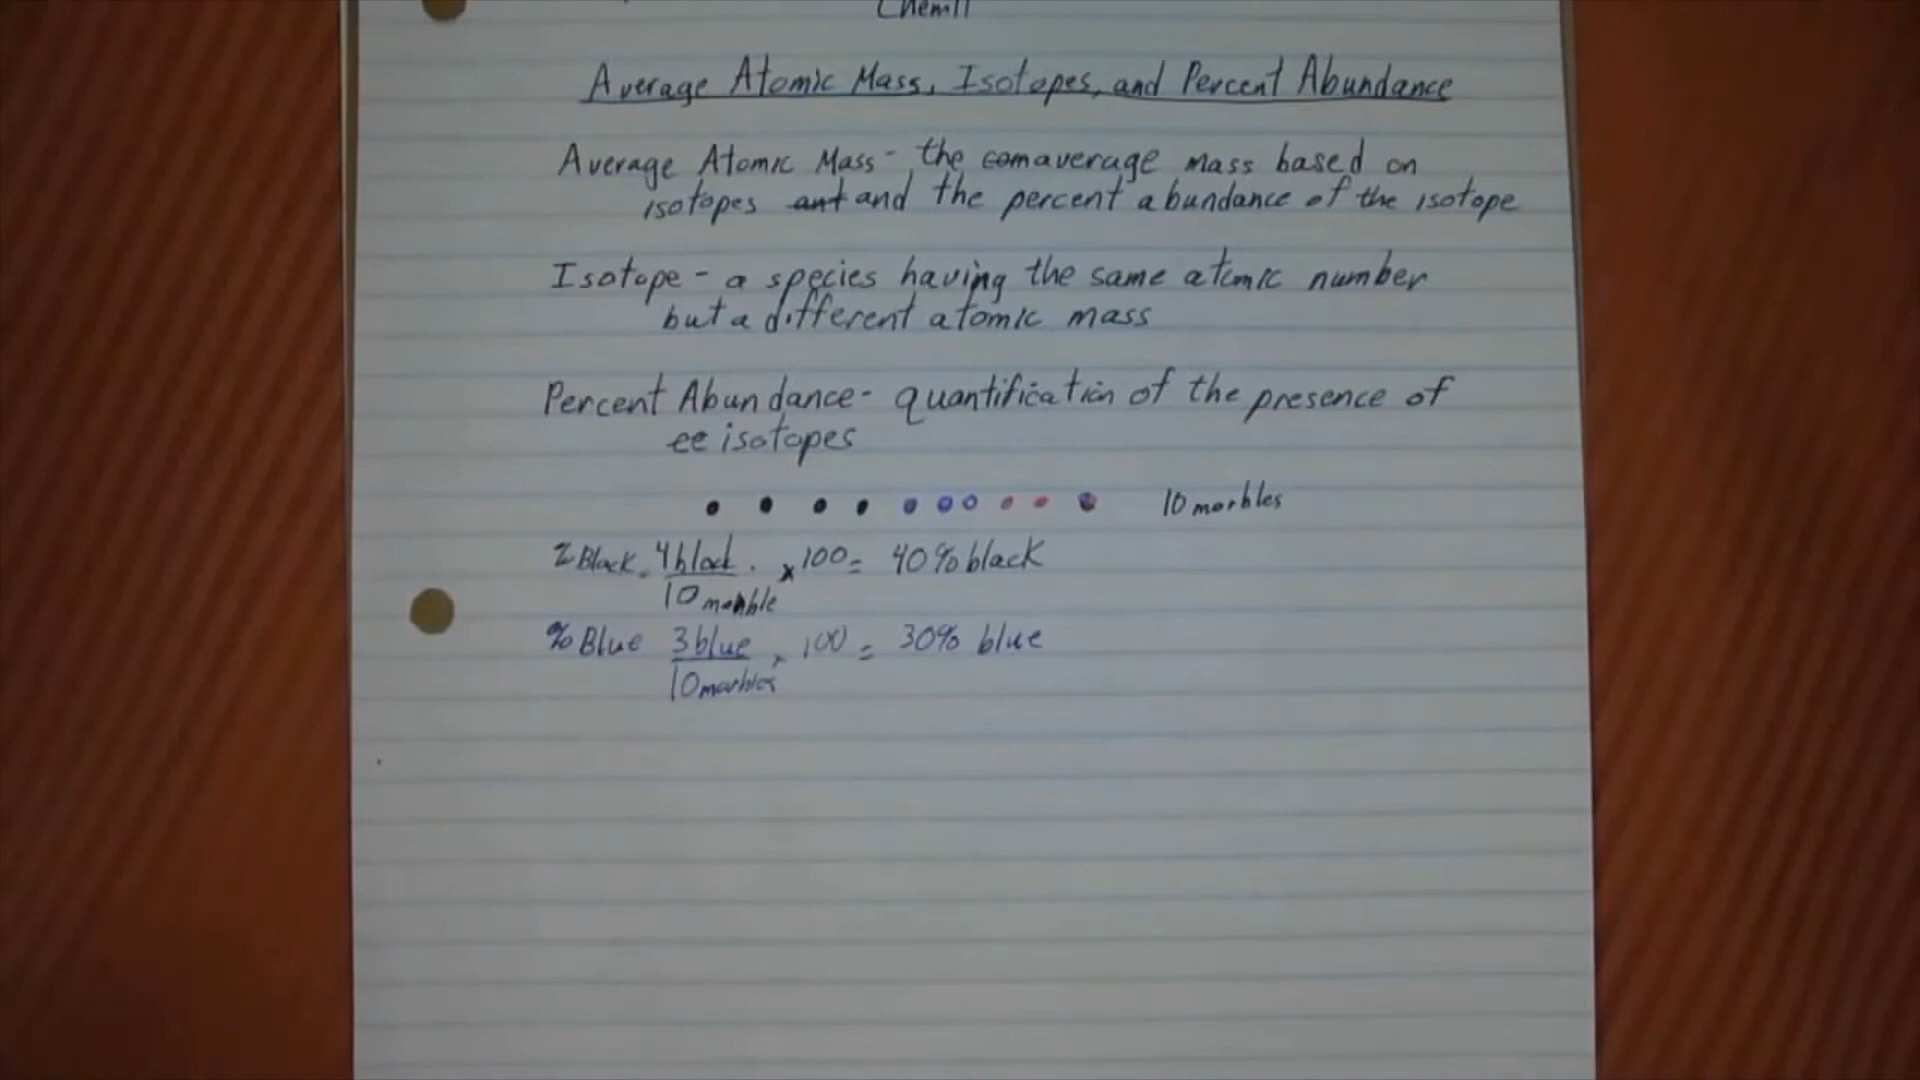 Chem 11
Average Atomic Mass, Isotopes, and Percent Abundance
Average Atomic Mass - the com average mass based on
isotopes ant and the percent abundance of the isotope
Isotope - a species having the same atomic number
but a different atomic mass
Percent Abundance - quantification of the presence of
ee isotopes
10 marbles
% Black = 4 black x 100 = 40% black
10 marble
% Blue 3 blue x 100 = 30% blue
10 marbles